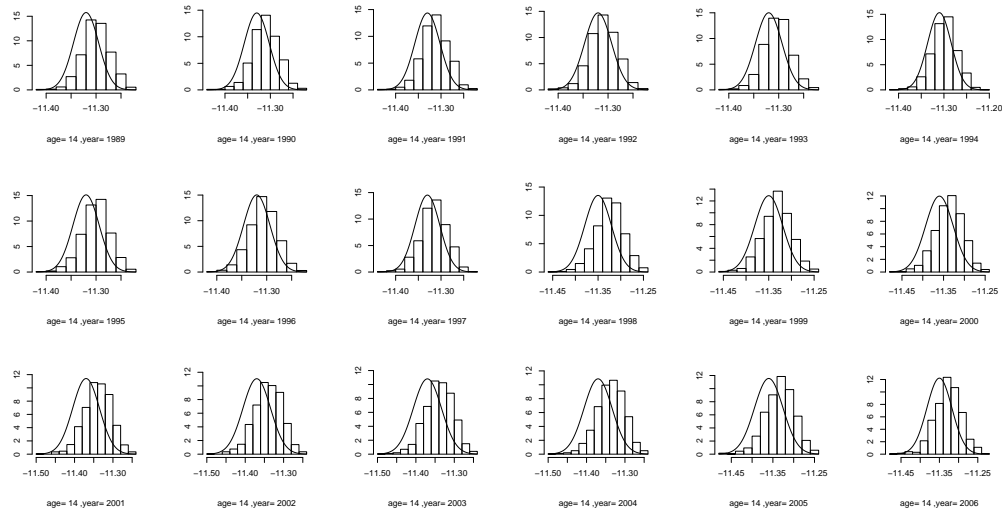 0 5 10 15
−11.40 −11.30
age= 14 ,year= 1989
0 5 10 15
−11.40 −11.30
age= 14 ,year= 1990
0 5 10 15
−11.40 −11.30
age= 14 ,year= 1991
0 5 10 15
−11.40 −11.30
age= 14 ,year= 1992
0 5 10 15
−11.40 −11.30
age= 14 ,year= 1993
0 5 10 15
−11.40 −11.30 −11.20
age= 14 ,year= 1994
0 5 10 15
−11.40 −11.30
age= 14 ,year= 1995
0 5 10 15
−11.40 −11.30
age= 14 ,year= 1996
0 5 10 15
−11.40 −11.30
age= 14 ,year= 1997
0 5 10 15
−11.45 −11.35 −11.25
age= 14 ,year= 1998
0 2 4 6 8 12
−11.45 −11.35 −11.25
age= 14 ,year= 1999
0 2 4 6 8 12
−11.45 −11.35 −11.25
age= 14 ,year= 2000
0 2 4 6 8 12
−11.50 −11.40 −11.30
age= 14 ,year= 2001
0 2 4 6 8 12
−11.50 −11.40 −11.30
age= 14 ,year= 2002
0 2 4 6 8 12
−11.50 −11.40 −11.30
age= 14 ,year= 2003
0 2 4 6 8 12
−11.50 −11.40 −11.30
age= 14 ,year= 2004
0 2 4 6 8 12
−11.45 −11.35 −11.25
age= 14 ,year= 2005
0 2 4 6 8 12
−11.45 −11.35 −11.25
age= 14 ,year= 2006